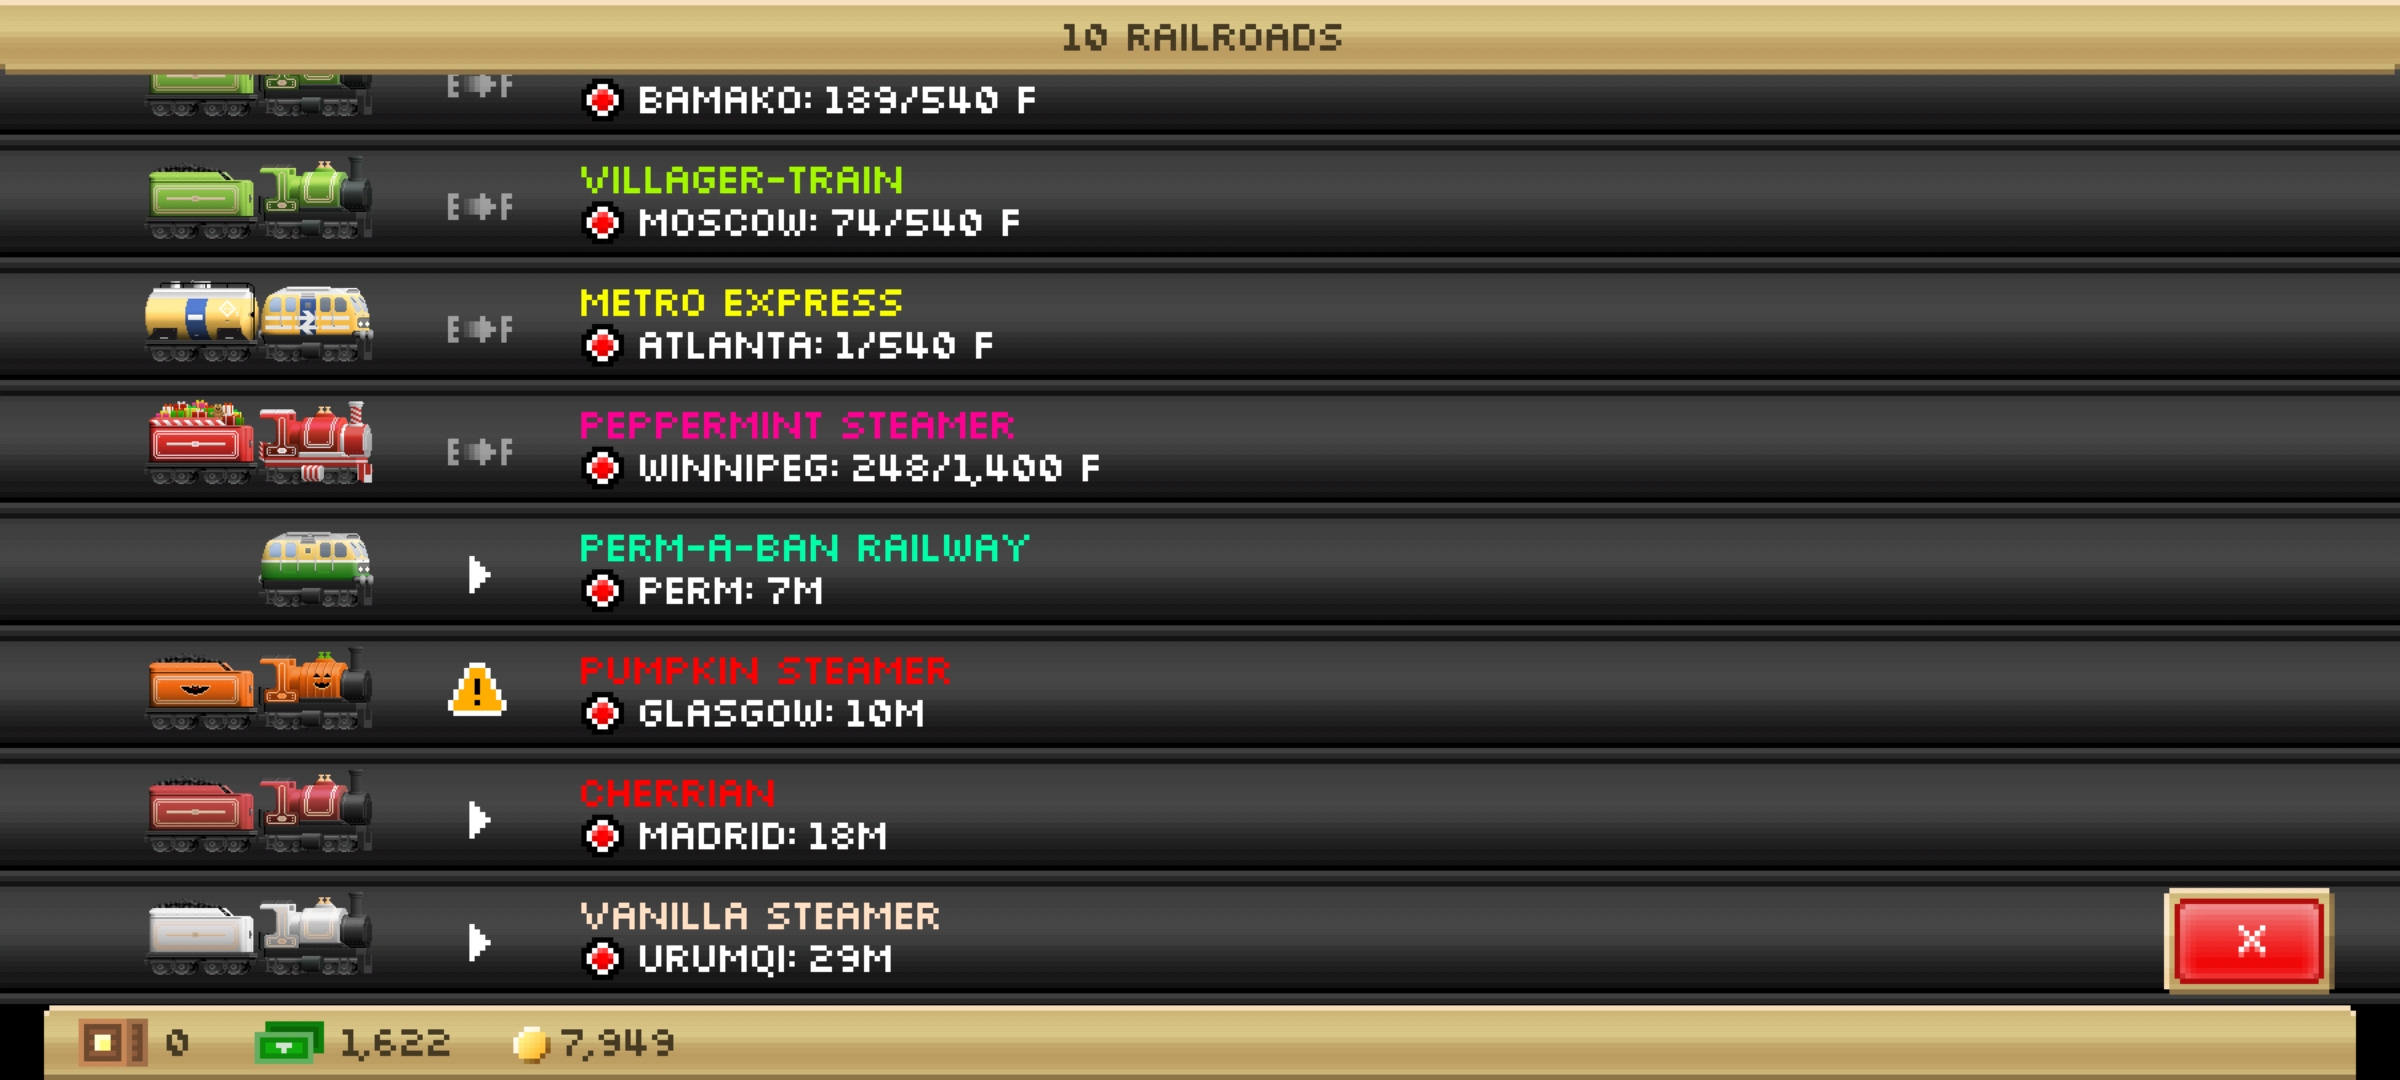 10 RAILROADS
E F
BAMAKO: 189/540 F
VILLAGER-TRAIN
E F
MOSCOW: 74/540 F
METRO EXPRESS
E F
ATLANTA: 1/540 F
PEPPERMINT STEAMER
E F
WINNIPEG: 248/1,400 F
PERM-A-BAN RAILWAY
PERM: 7M
PUMPKIN STEAMER
!
GLASGOW: 10M
CHERRIAN
MADRID: 18M
VANILLA STEAMER
URUMQI: 29M
X
0 1,622 7,949